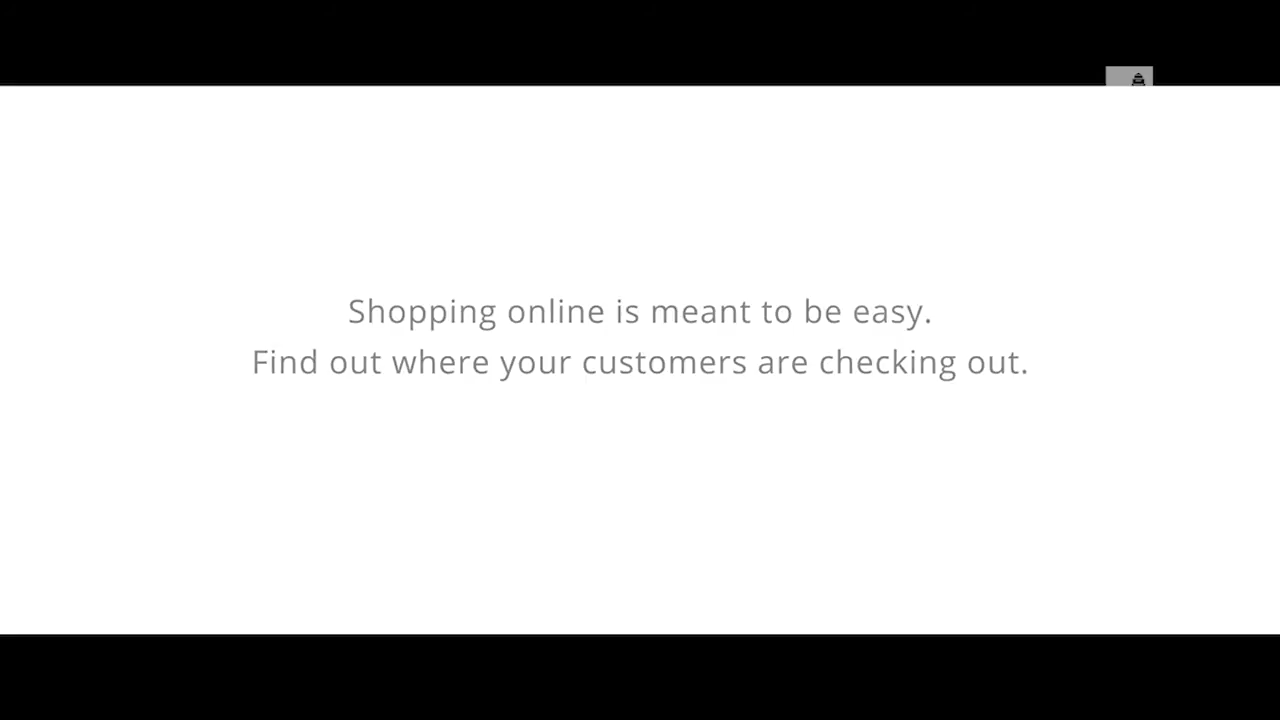 Shopping online is meant to be easy.
Find out where your customers are checking out.